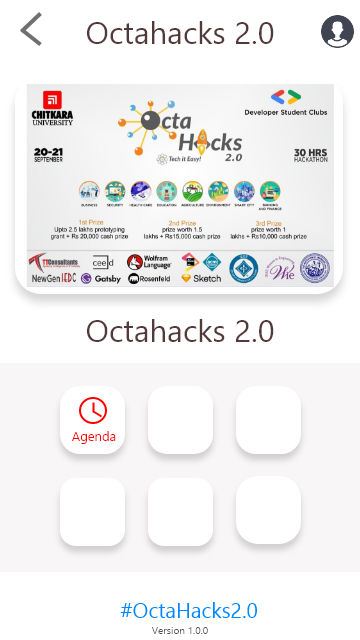 Octahacks 2.0
CHITKARA
UNIVERSITY
Octa
Hacks
2.0
Tech it Easy!
Developer Student Clubs
20-21
SEPTEMBER
30 HRS
HACKATHON
BUSINESS
SECURITY
HEALTH CARE
EDUCATION
AGRICULTURE
ENVIRONMENT
SMART CITY
BANKING
AND FINANCE
1st Prize
Upto 2.5 lakhs prototyping
grant + Rs 20,000 cash prize
2nd Prize
prize worth 1.5
lakhs + Rs15,000 cash prize
3rd Prize
prize worth 1
lakhs + Rs10,000 cash prize
TTConsultants
ceed
Wolfram
Language
NewGen IEDC
Gatsby
Rosenfeld
Sketch
Wie
Octahacks 2.0
Agenda
#OctaHacks2.0
Version 1.0.0